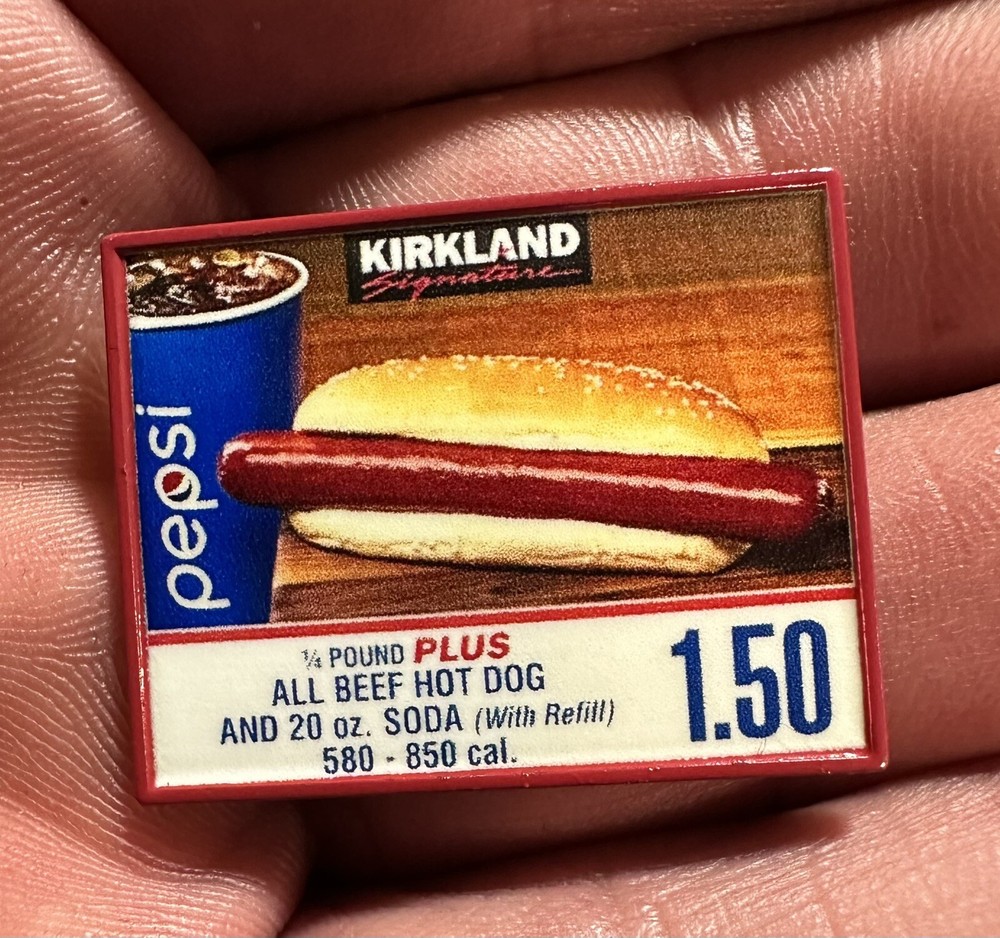 KIRKLAND
Signature
pepsi
¼ POUND PLUS
ALL BEEF HOT DOG
AND 20 oz. SODA (With Refill)
580 - 850 cal.
1.50